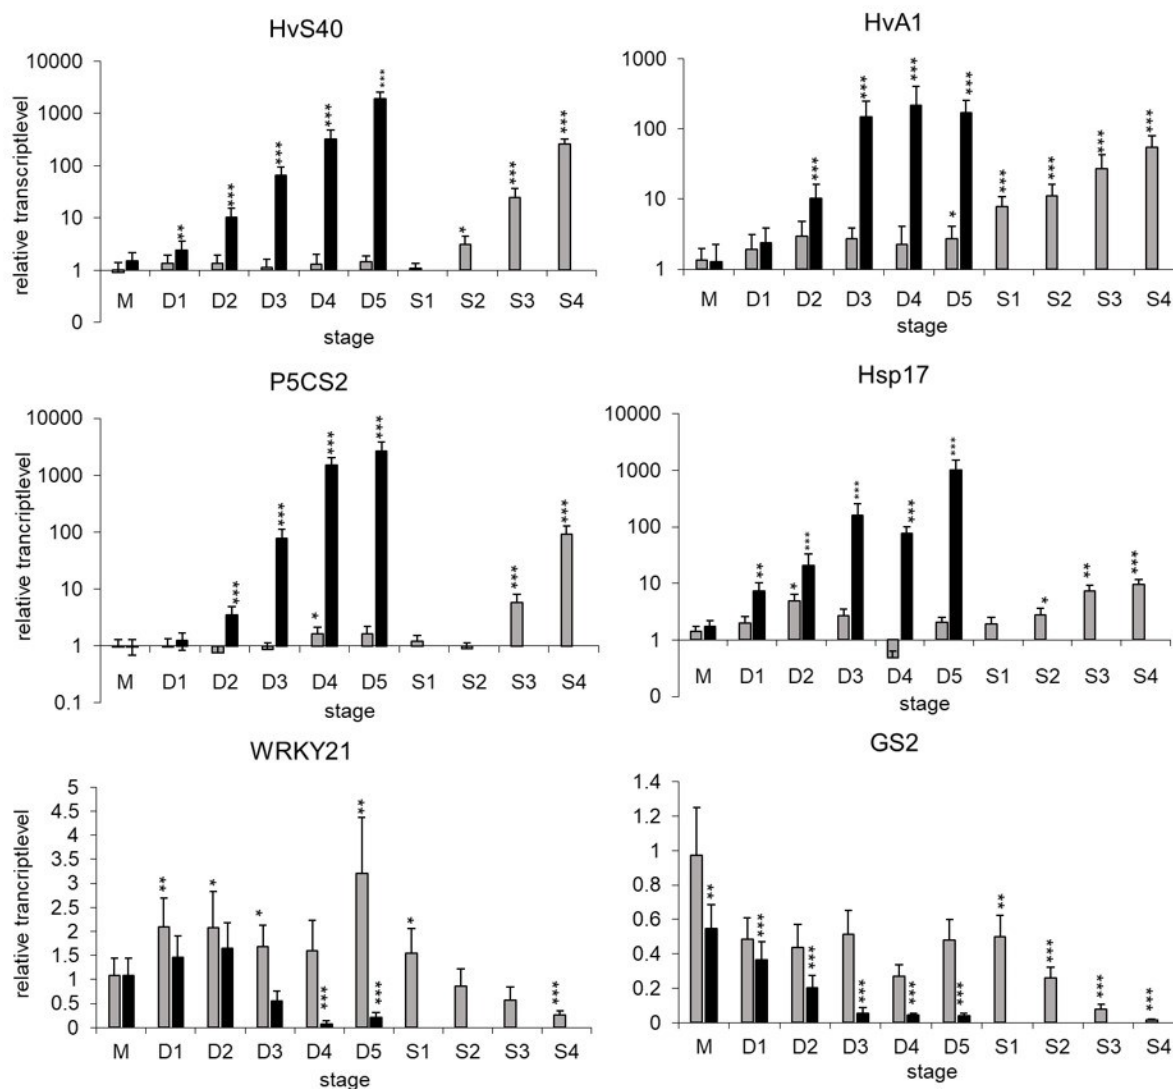 HvS40
10000
1000
100
10
1
0
relative transcriptlevel
** *** *** *** *** * *** ***
M D1 D2 D3 D4 D5 S1 S2 S3 S4
stage
HvA1
1000
100
10
1
*** *** *** * *** *** *** *** ***
M D1 D2 D3 D4 D5 S1 S2 S3 S4
stage
P5CS2
10000
1000
100
10
1
0.1
relative trancriptlevel
*** *** * *** *** *** ***
M D1 D2 D3 D4 D5 S1 S2 S3 S4
stage
Hsp17
10000
1000
100
10
1
0
** * *** *** *** *** * ** ***
M D1 D2 D3 D4 D5 S1 S2 S3 S4
stage
WRKY21
5
4.5
4
3.5
3
2.5
2
1.5
1
0.5
0
relative trancriptlevel
** * * *** ** *** * ***
M D1 D2 D3 D4 D5 S1 S2 S3 S4
stage
GS2
1.4
1.2
1
0.8
0.6
0.4
0.2
0
** *** *** *** *** *** ** *** *** ***
M D1 D2 D3 D4 D5 S1 S2 S3 S4
stage